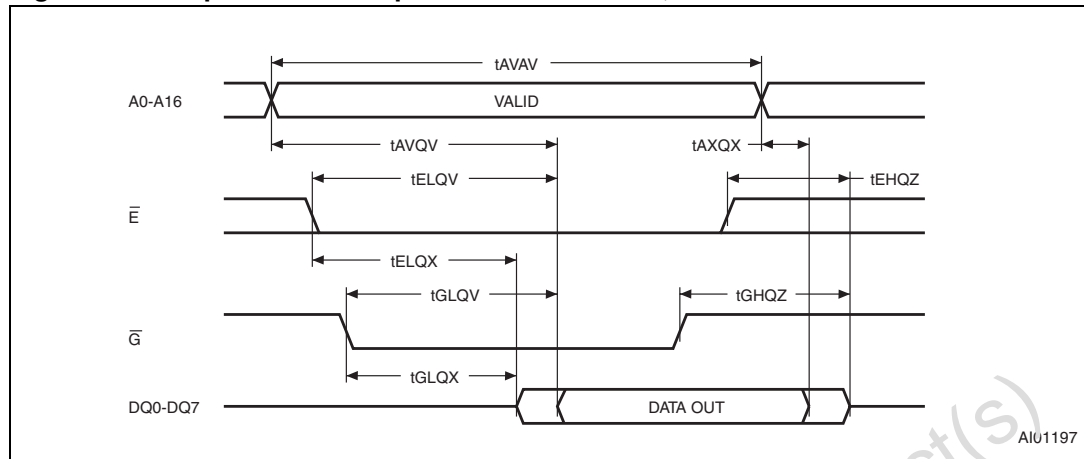 tAVAV
A0-A16 VALID
tAVQV tAXQX
tELQV tEHQZ
E
tELQX
tGLQV tGHQZ
G
tGLQX
DQ0-DQ7 DATA OUT
AI01197